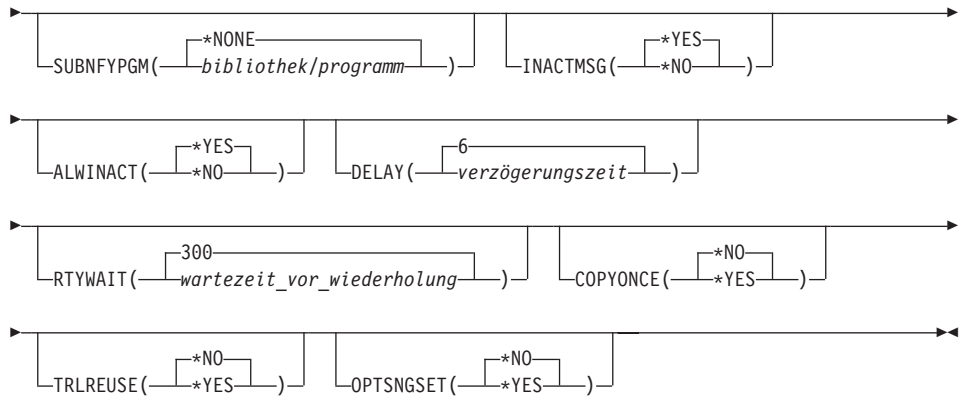 *NONE *YES
SUBNFYPGM( bibliothek/programm ) INACTMSG( *NO )
*YES 6
ALWINACT( *NO ) DELAY( verzögerungszeit )
300 *NO
RTYWAIT( wartezeit_vor_wiederholung ) COPYONCE( *YES )
*NO *NO
TRLREUSE( *YES ) OPTSNGSET( *YES )